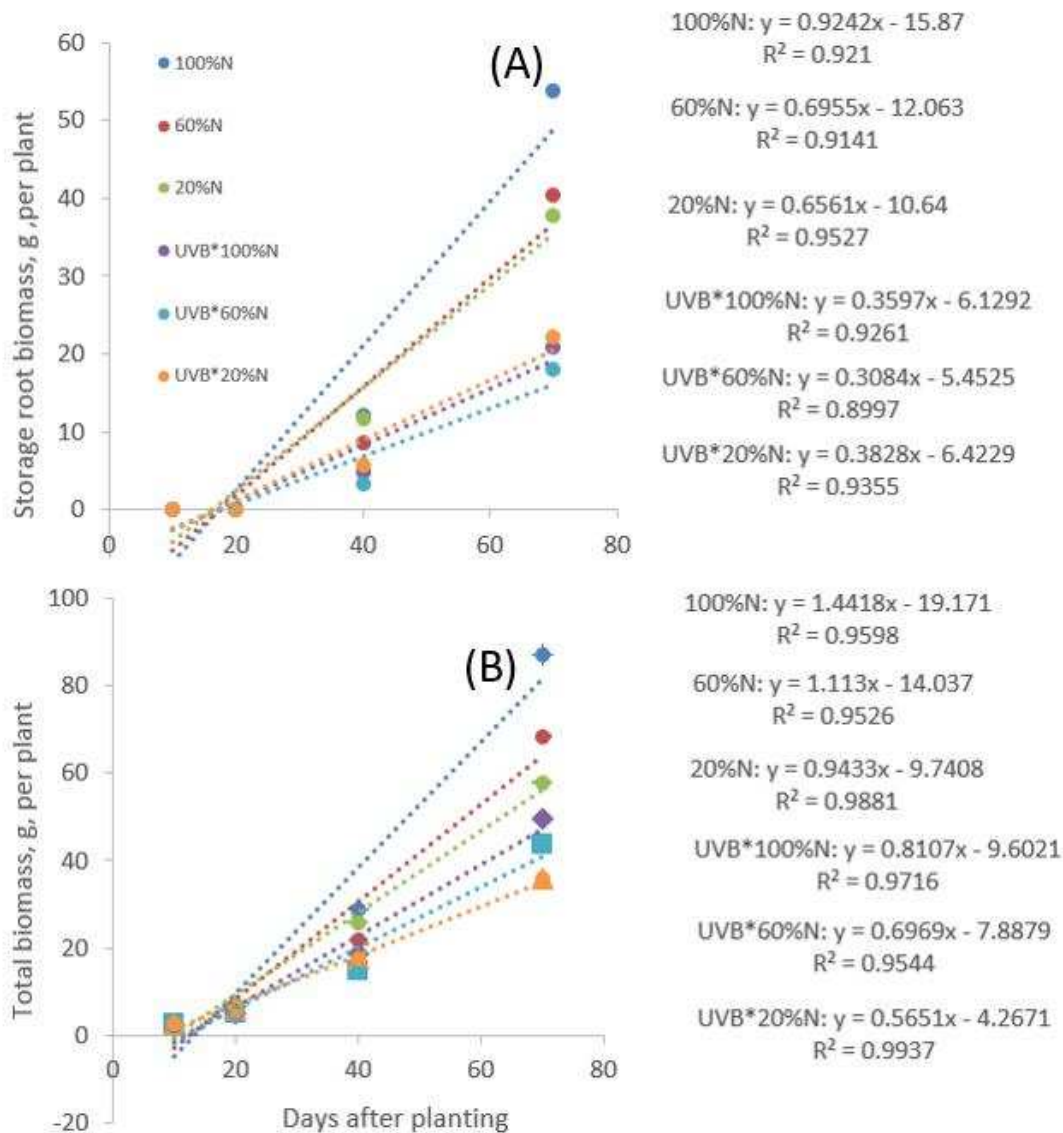 60
50
40
30
20
10
0
0
20
40
60
80
Storage root biomass, g ,per plant
100%N
60%N
20%N
UVB*100%N
UVB*60%N
UVB*20%N
(A)
100%N: y = 0.9242x - 15.87
R² = 0.921
60%N: y = 0.6955x - 12.063
R² = 0.9141
20%N: y = 0.6561x - 10.64
R² = 0.9527
UVB*100%N: y = 0.3597x - 6.1292
R² = 0.9261
UVB*60%N: y = 0.3084x - 5.4525
R² = 0.8997
UVB*20%N: y = 0.3828x - 6.4229
R² = 0.9355
100
80
60
40
20
0
-20
0
20
40
60
80
Total biomass, g, per plant
Days after planting
(B)
100%N: y = 1.4418x - 19.171
R² = 0.9598
60%N: y = 1.113x - 14.037
R² = 0.9526
20%N: y = 0.9433x - 9.7408
R² = 0.9881
UVB*100%N: y = 0.8107x - 9.6021
R² = 0.9716
UVB*60%N: y = 0.6969x - 7.8879
R² = 0.9544
UVB*20%N: y = 0.5651x - 4.2671
R² = 0.9937